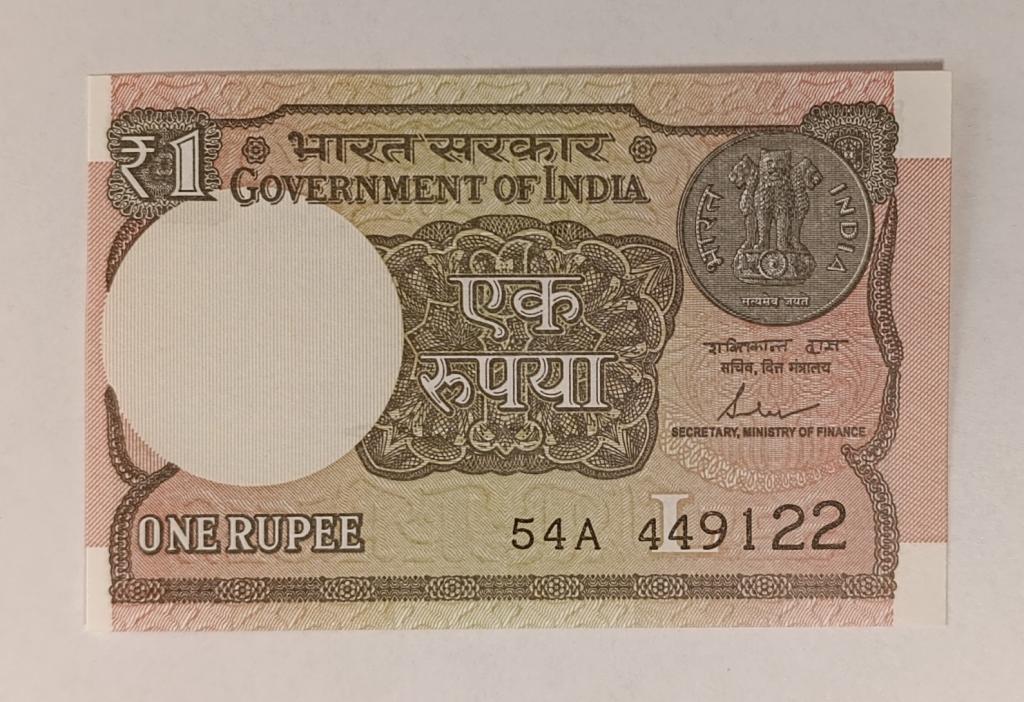 ₹1
भारत सरकार
GOVERNMENT OF INDIA
भारत
INDIA
सत्यमेव जयते
एक
रुपया
शक्तिकान्त दास
सचिव, वित्त मंत्रालय
SECRETARY, MINISTRY OF FINANCE
ONE RUPEE
L
54A 449122